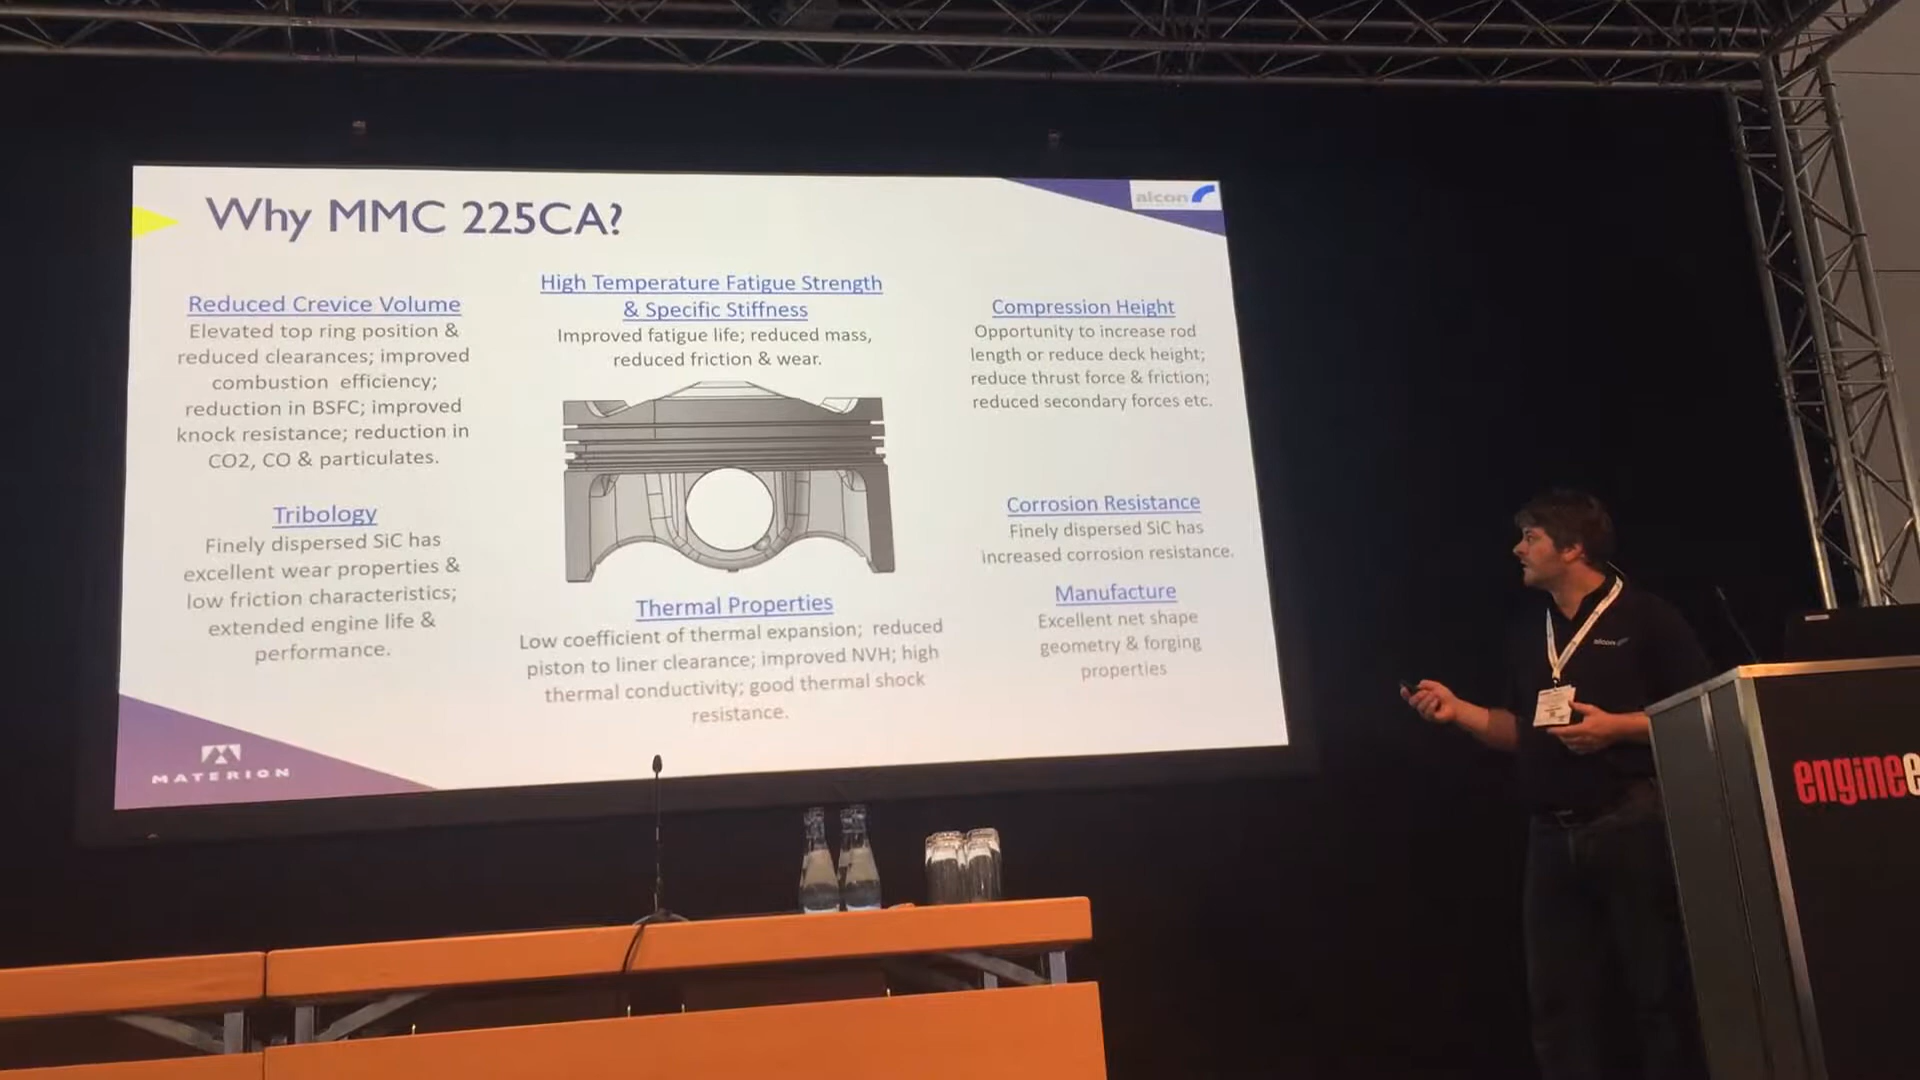 Why MMC 225CA?
alcon
Reduced Crevice Volume
Elevated top ring position &
reduced clearances; improved
combustion efficiency;
reduction in BSFC; improved
knock resistance; reduction in
CO2, CO & particulates.
Tribology
Finely dispersed SiC has
excellent wear properties &
low friction characteristics;
extended engine life &
performance.
High Temperature Fatigue Strength
& Specific Stiffness
Improved fatigue life; reduced mass,
reduced friction & wear.
Thermal Properties
Low coefficient of thermal expansion; reduced
piston to liner clearance; improved NVH; high
thermal conductivity; good thermal shock
resistance.
Compression Height
Opportunity to increase rod
length or reduce deck height;
reduce thrust force & friction;
reduced secondary forces etc.
Corrosion Resistance
Finely dispersed SiC has
increased corrosion resistance.
Manufacture
Excellent net shape
geometry & forging
properties
MATERION
alcon
enginee